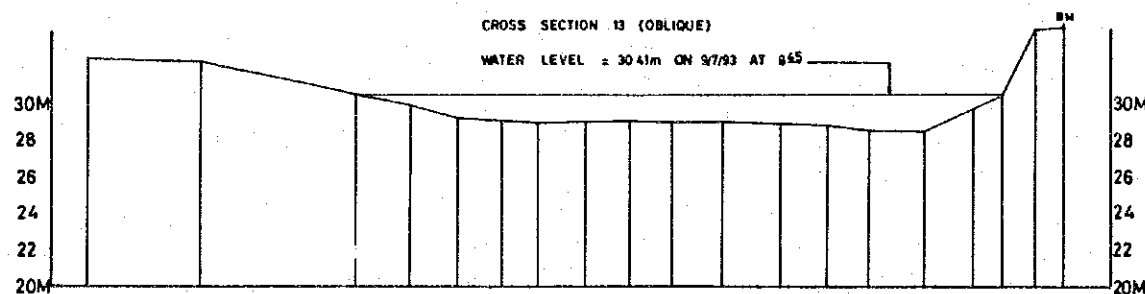 BM
CROSS SECTION 13 (OBLIQUE)
WATER LEVEL = 30.41m ON 9/7/93 AT
30M 30M
28 28
26 26
24 24
22 22
20M 20M